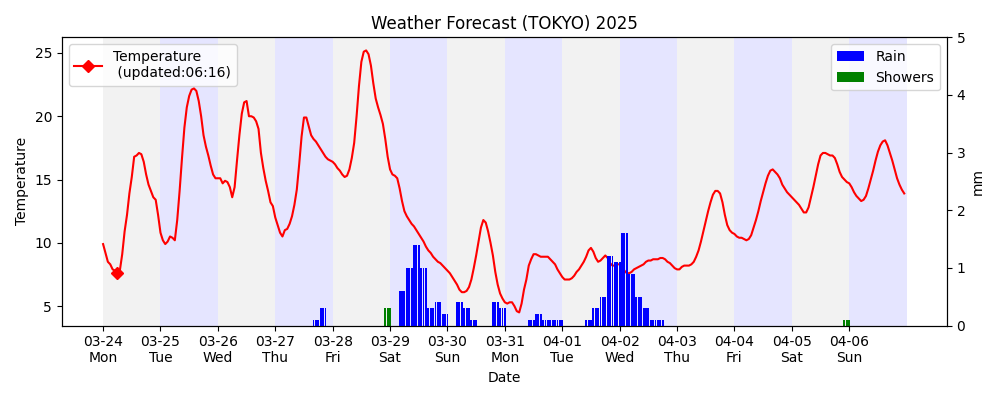 Weather Forecast (TOKYO) 2025
Temperature
(updated:06:16)
Rain
Showers
25
20
15
10
5
Temperature
5
4
3
2
1
0
mm
03-24 03-25 03-26 03-27 03-28 03-29 03-30 03-31 04-01 04-02 04-03 04-04 04-05 04-06
Mon Tue Wed Thu Fri Sat Sun Mon Tue Wed Thu Fri Sat Sun
Date